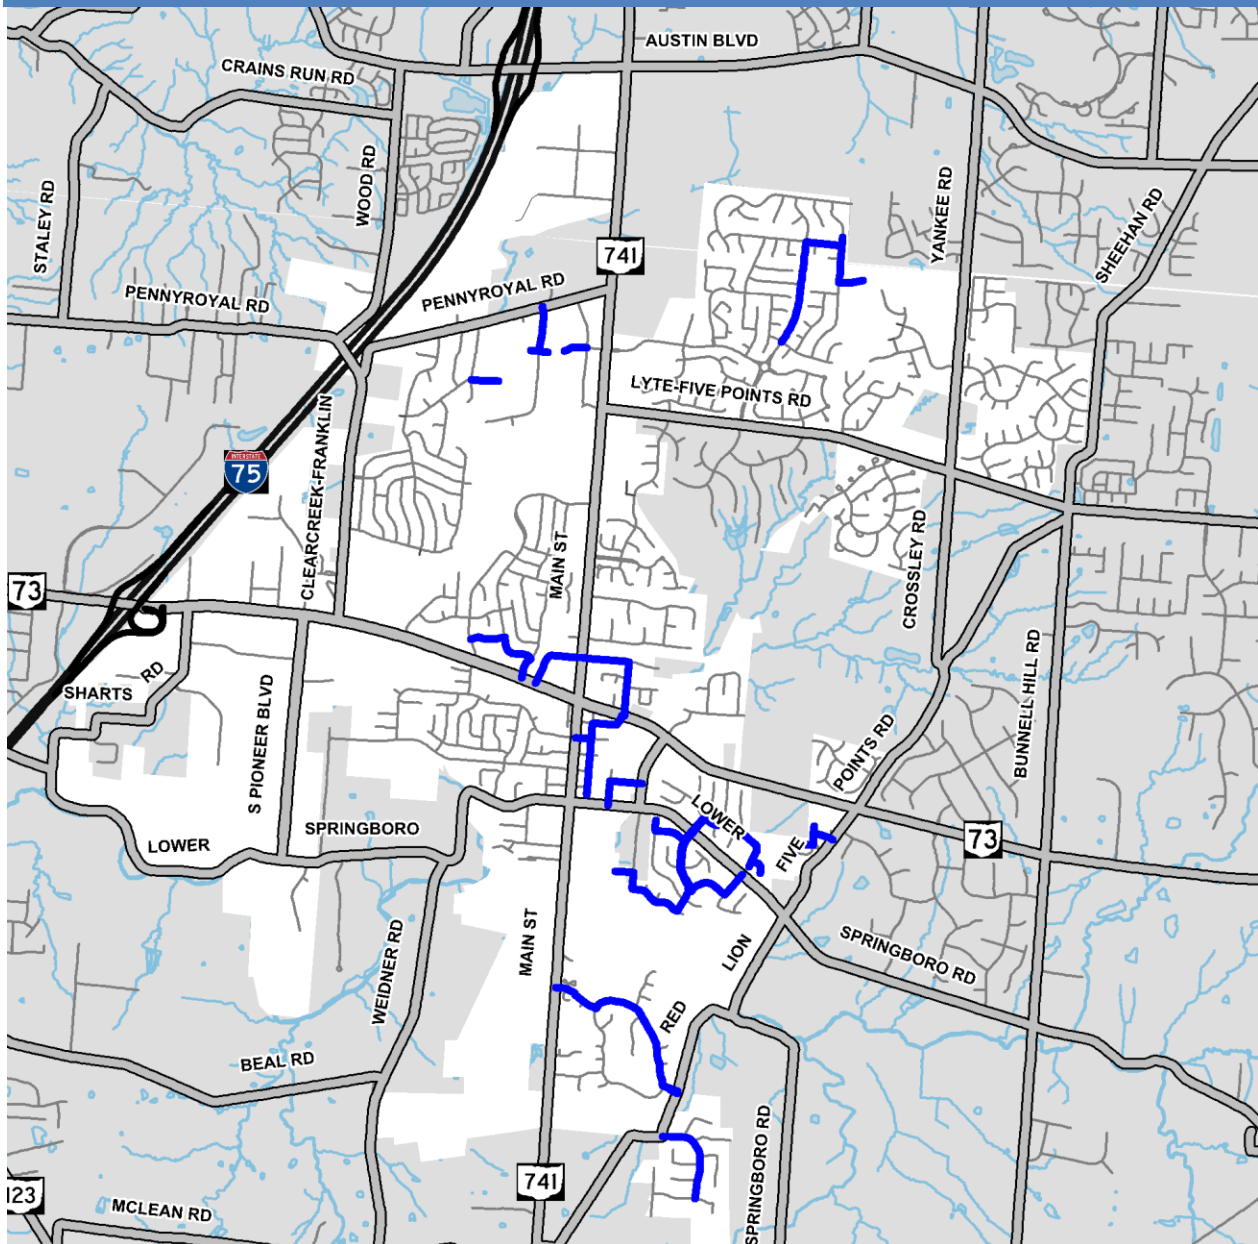 AUSTIN BLVD
CRAINS RUN RD
WOOD RD
STALEY RD
YANKEE RD
SHEEHAN RD
741
PENNYROYAL RD
PENNYROYAL RD
LYTE-FIVE POINTS RD
CLEARCREEK-FRANKLIN
INTERSTATE
75
MAIN ST
CROSSLEY RD
73
SHARTS RD
S PIONEER BLVD
BUNNELL HILL RD
POINTS RD
LOWER
SPRINGBORO
LOWER
FIVE
73
MAIN ST
WEIDNER RD
LION
SPRINGBORO RD
RED
BEAL RD
SPRINGBORO RD
741
123
MCLEAN RD